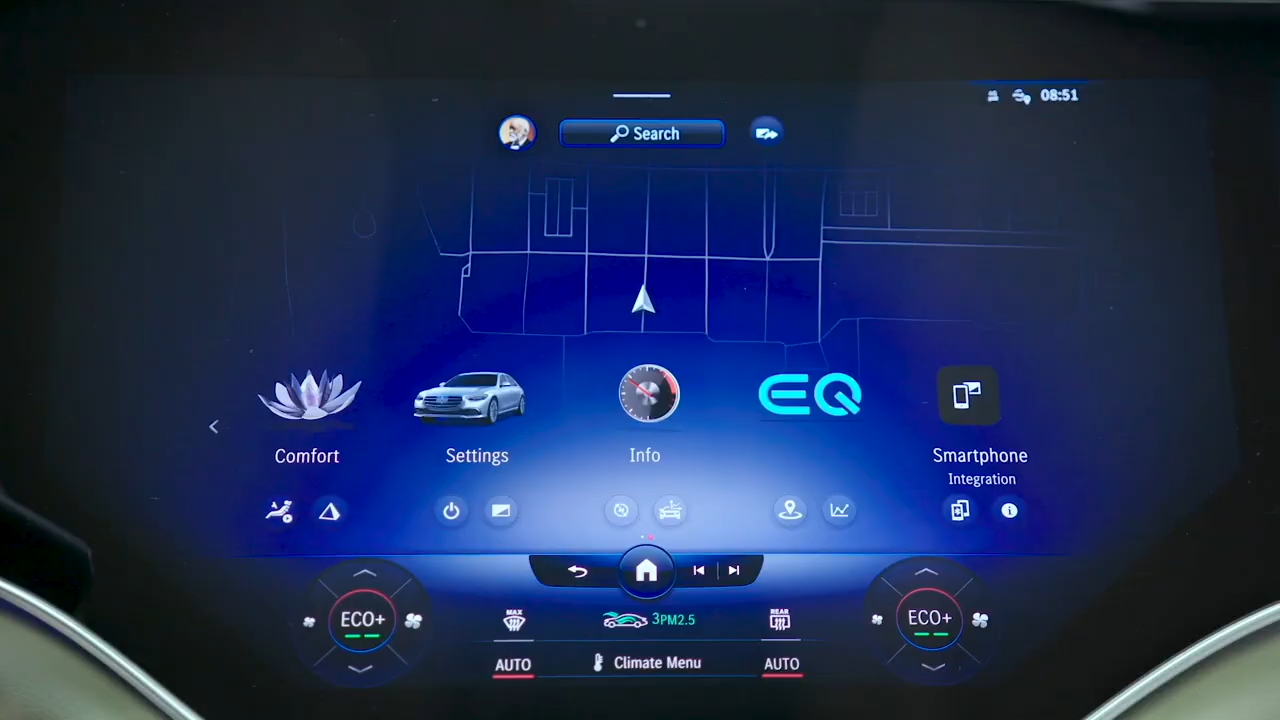 08:51
Search
EQ
Comfort
Settings
Info
Smartphone
Integration
ECO+
MAX
3PM2.5
REAR
ECO+
AUTO
Climate Menu
AUTO